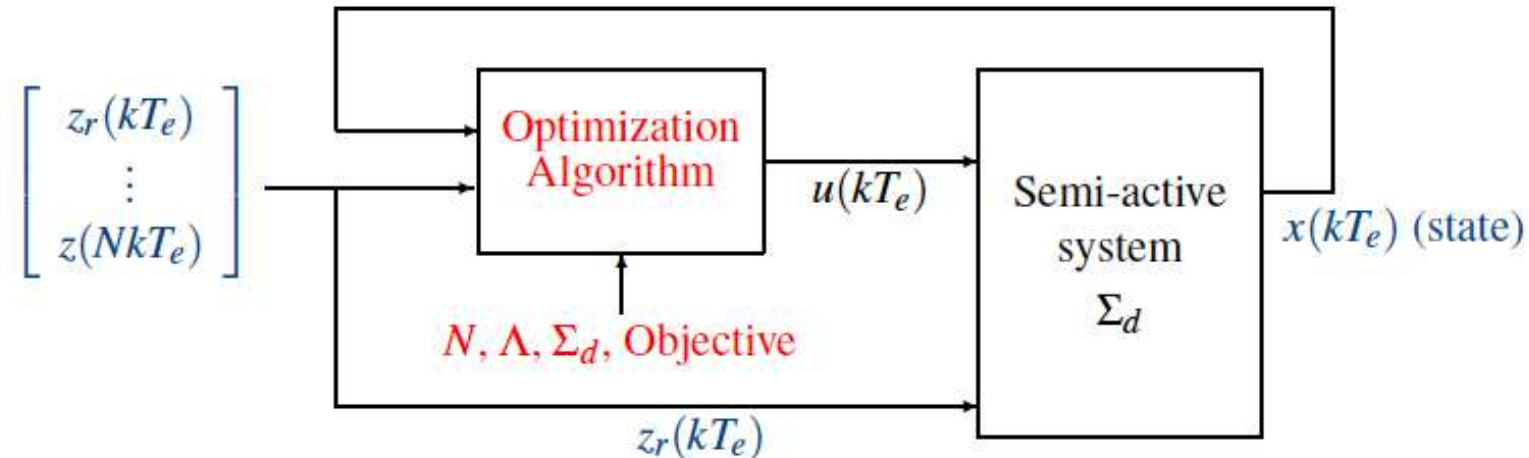 z_r(kT_e)
⋮
z(NkT_e)
Optimization
Algorithm
u(kT_e)
Semi-active
system
Σ_d
x(kT_e) (state)
N, Λ, Σ_d, Objective
z_r(kT_e)